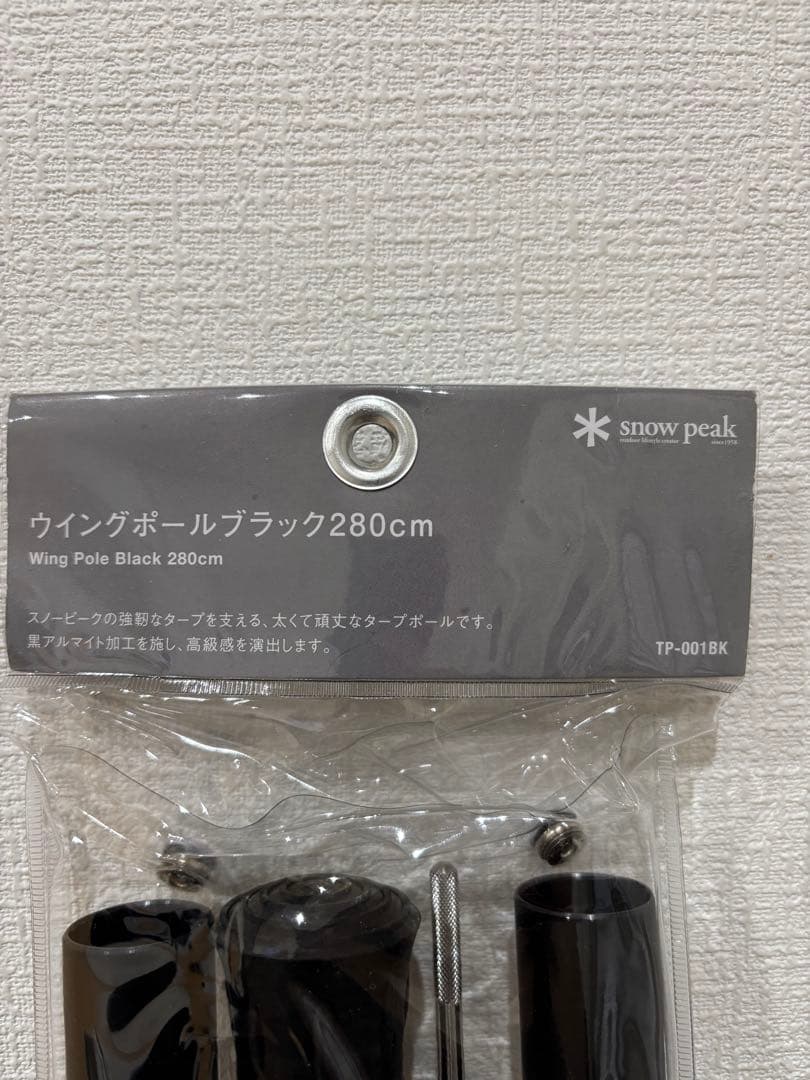 snow peak
outdoor lifestyle creator since1958
ウイングポールブラック280cm
Wing Pole Black 280cm
スノーピークの強靭なタープを支える、太くて頑丈なタープポールです。
黒アルマイト加工を施し、高級感を演出します。
TP-001BK